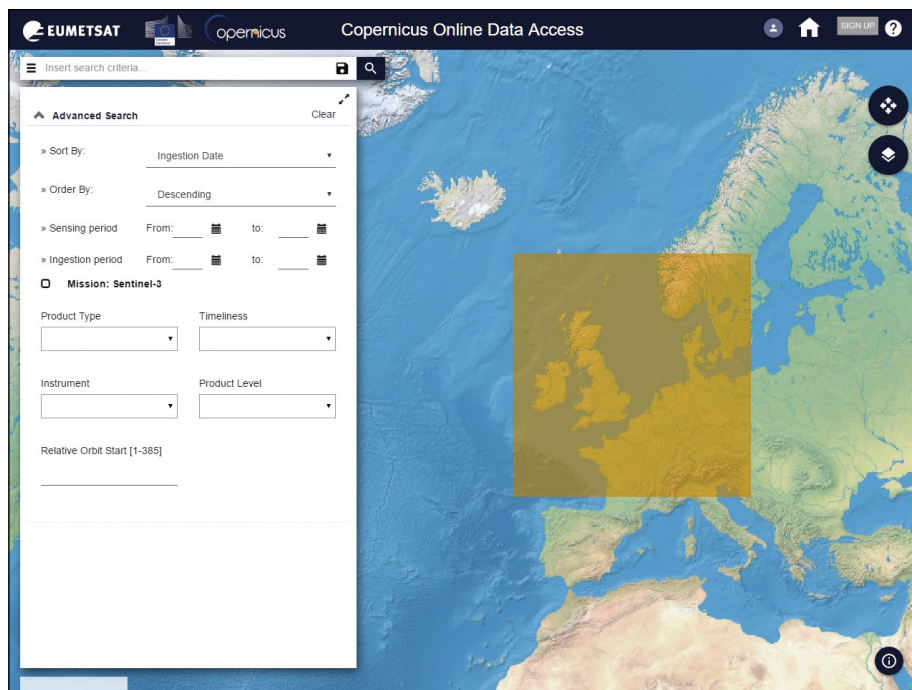 EUMETSAT
opernicus
Copernicus Online Data Access
SIGN UP
?
Insert search criteria...
Advanced Search
Clear
» Sort By:
Ingestion Date
» Order By:
Descending
» Sensing period From: to:
» Ingestion period From: to:
Mission: Sentinel-3
Product Type Timeliness
Instrument Product Level
Relative Orbit Start [1-385]